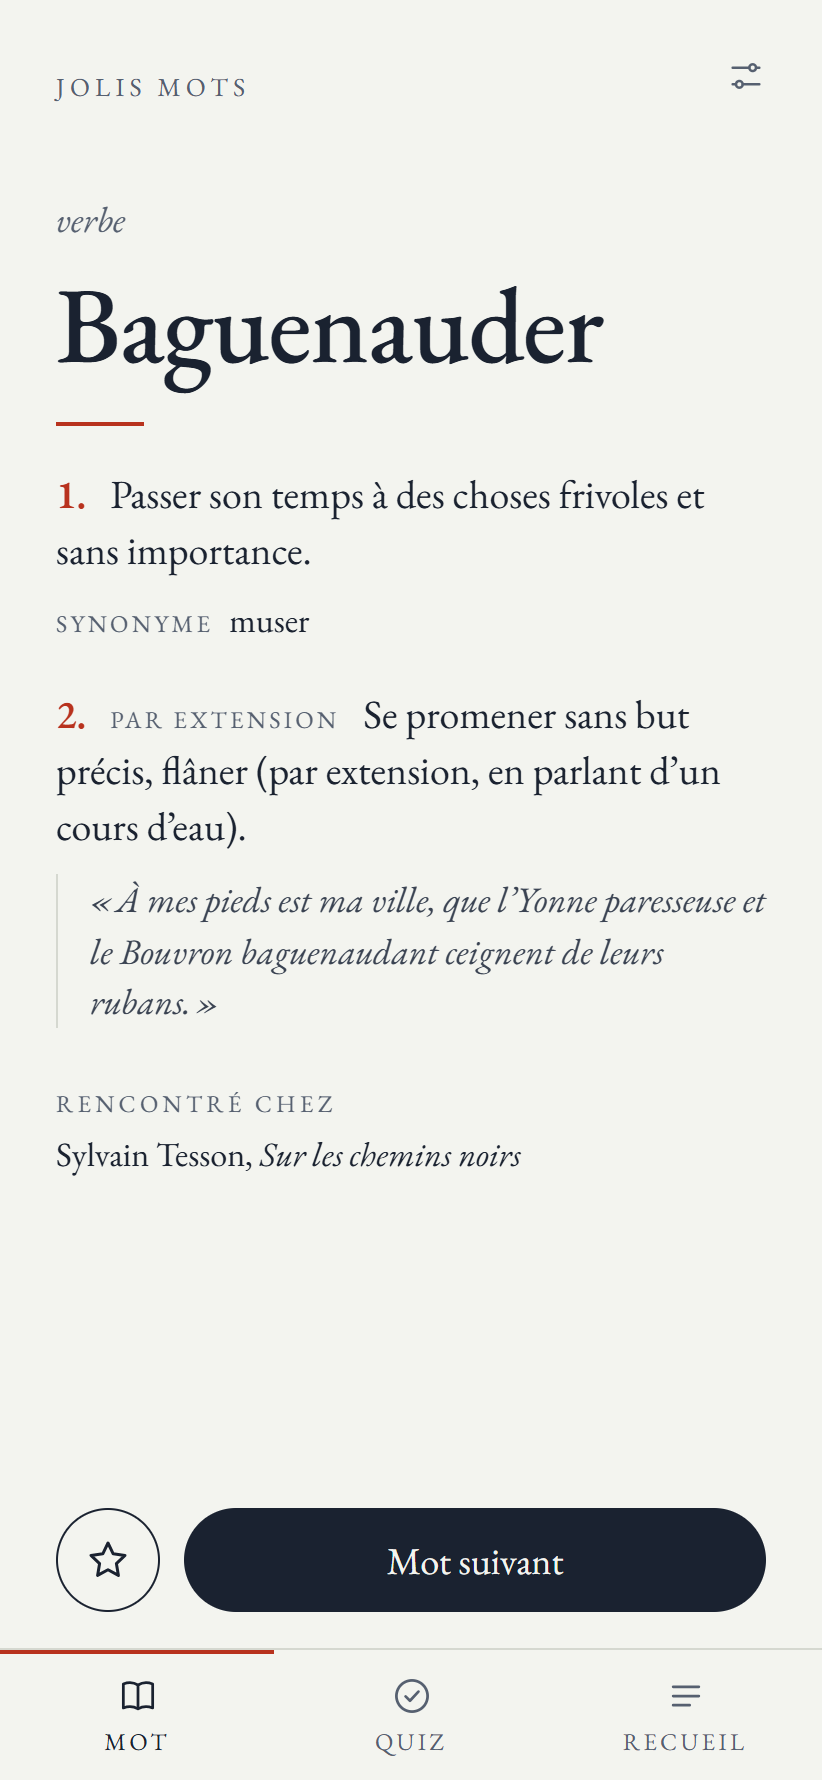 JOLIS MOTS
verbe
Baguenauder
1. Passer son temps à des choses frivoles et
sans importance.
SYNONYME muser
2. PAR EXTENSION Se promener sans but
précis, flâner (par extension, en parlant d’un
cours d’eau).
« À mes pieds est ma ville, que l’Yonne paresseuse et
le Bouvron baguenaudant ceignent de leurs
rubans. »
RENCONTRÉ CHEZ
Sylvain Tesson, Sur les chemins noirs
Mot suivant
MOT
QUIZ
RECUEIL